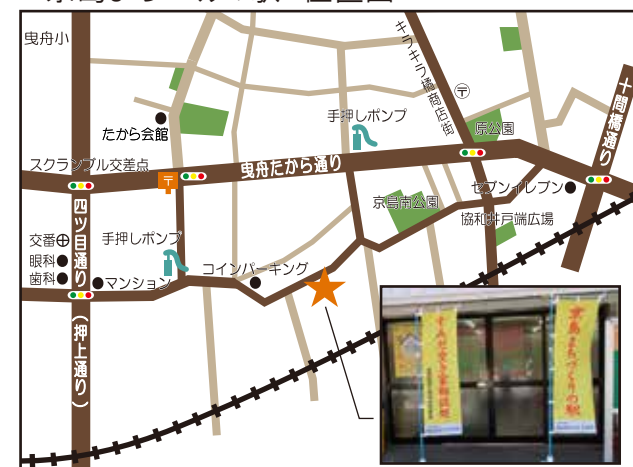 曳舟小
たから会館
スクランブル交差点
〒
曳舟たから通り
手押しポンプ
キラキラ橘商店街
〒
原公園
十間橋通り
セブンイレブン
京島南公園
協和井戸端広場
四ツ目通り(押上通り)
交番
眼科
歯科
手押しポンプ
マンション
コインパーキング
京島まちづくりの駅